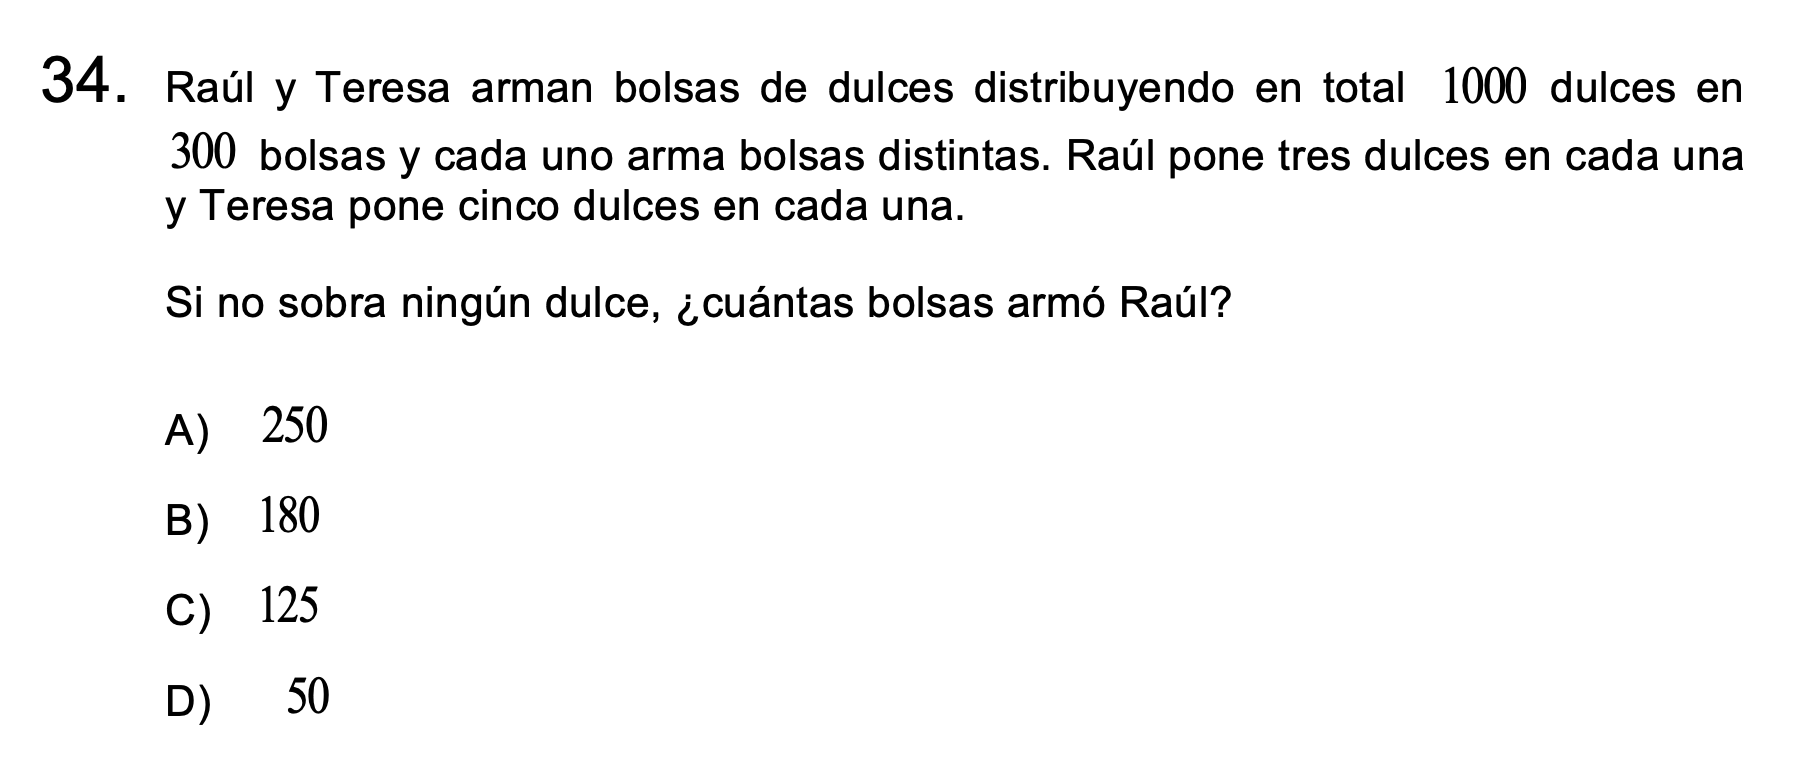 34. Raúl y Teresa arman bolsas de dulces distribuyendo en total 1000 dulces en
300 bolsas y cada uno arma bolsas distintas. Raúl pone tres dulces en cada una
y Teresa pone cinco dulces en cada una.
Si no sobra ningún dulce, ¿cuántas bolsas armó Raúl?
A) 250
B) 180
C) 125
D) 50